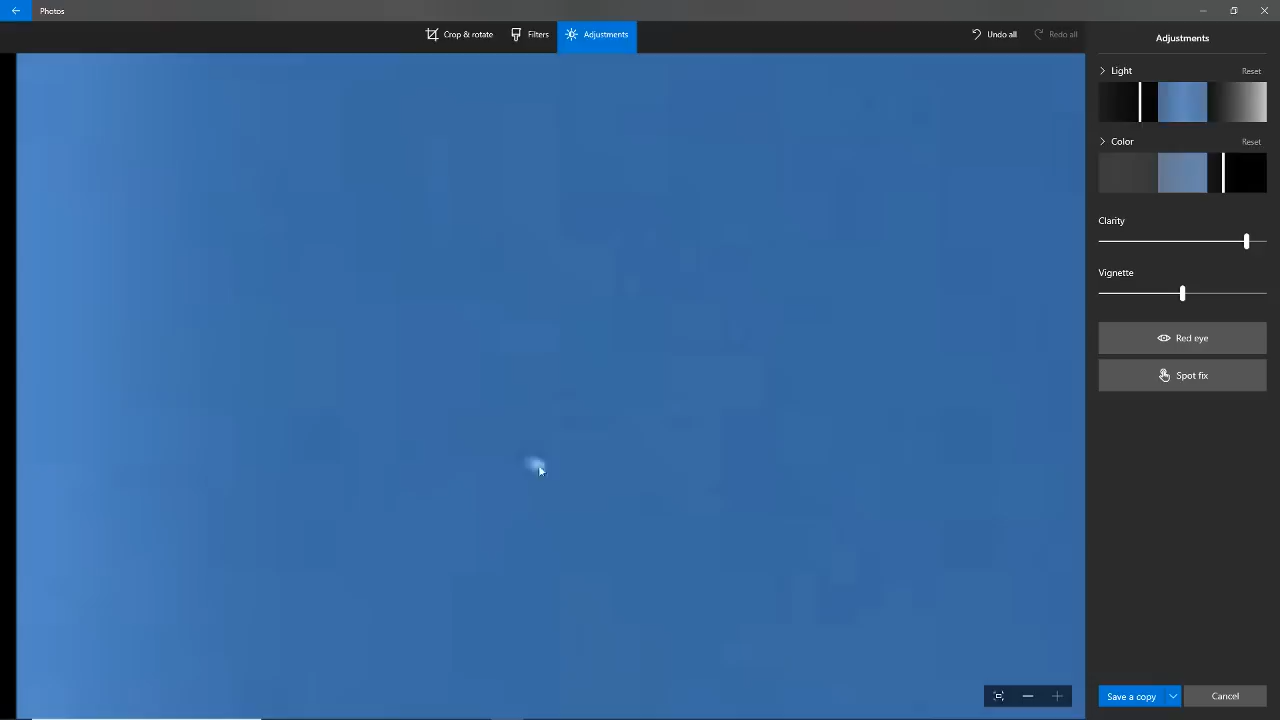 Photos
Crop & rotate
Filters
Adjustments
Undo all
Redo all
Adjustments
Light
Reset
Color
Reset
Clarity
Vignette
Red eye
Spot fix
Save a copy
Cancel